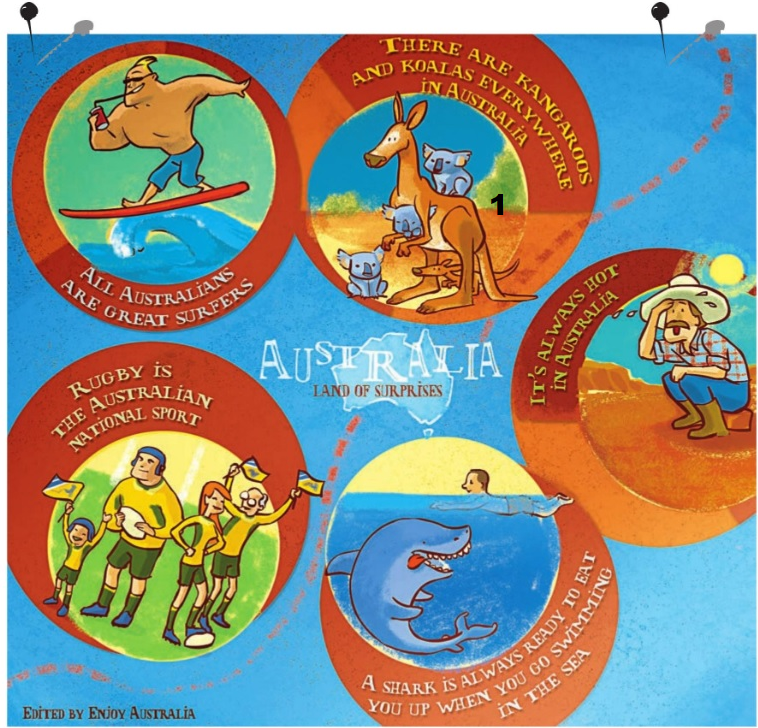 THERE ARE KANGAROOS
AND KOALAS EVERYWHERE
IN AUSTRALIA
1
ALL AUSTRALIANS
ARE GREAT SURFERS
IT'S ALWAYS HOT
IN AUSTRALIA
AUSTRALIA
LAND OF SURPRISES
RUGBY IS
THE AUSTRALIAN
NATIONAL SPORT
A SHARK IS ALWAYS READY TO EAT
YOU UP WHEN YOU GO SWIMMING
IN THE SEA
EDITED BY ENJOY AUSTRALIA